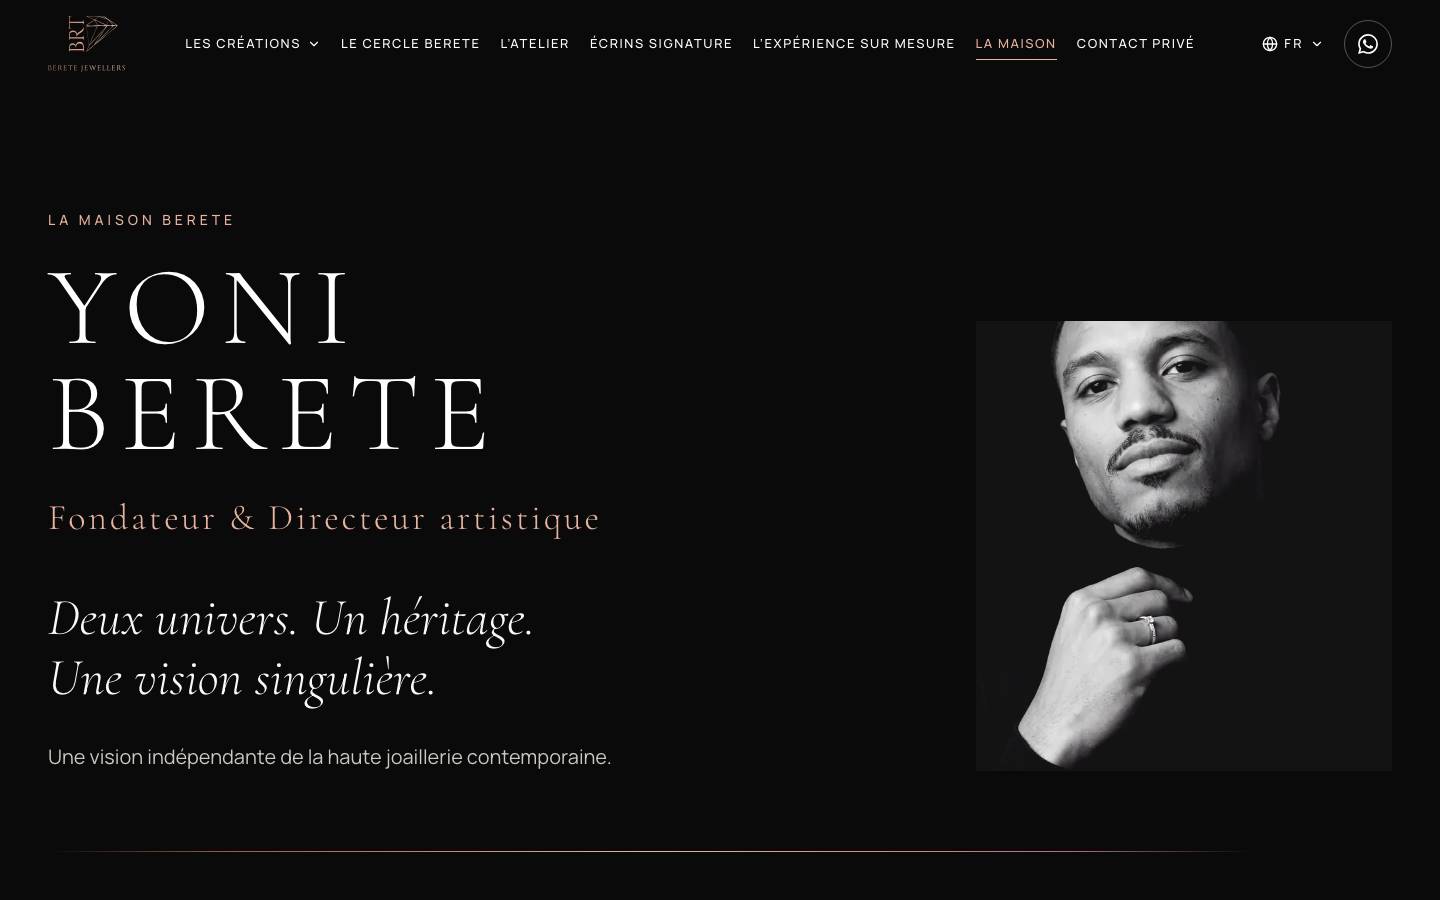 BRT
BERETE JEWELLERS
LES CRÉATIONS
LE CERCLE BERETE
L'ATELIER
ÉCRINS SIGNATURE
L'EXPÉRIENCE SUR MESURE
LA MAISON
CONTACT PRIVÉ
FR
LA MAISON BERETE
YONI
BERETE
Fondateur & Directeur artistique
Deux univers. Un héritage.
Une vision singulière.
Une vision indépendante de la haute joaillerie contemporaine.